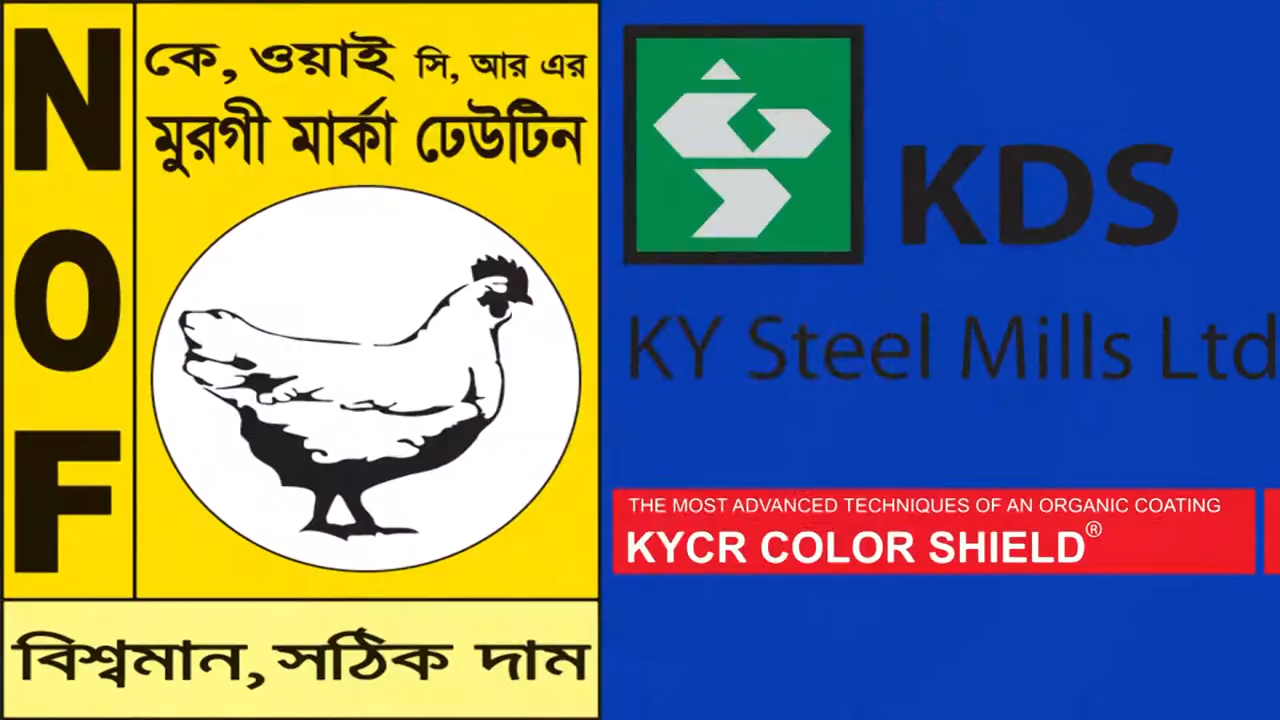 NOF
কে, ওয়াই সি, আর এর
মুরগী মার্কা ঢেউটিন
বিশ্বমান, সঠিক দাম
KDS
KY Steel Mills Ltd
THE MOST ADVANCED TECHNIQUES OF AN ORGANIC COATING
KYCR COLOR SHIELD®